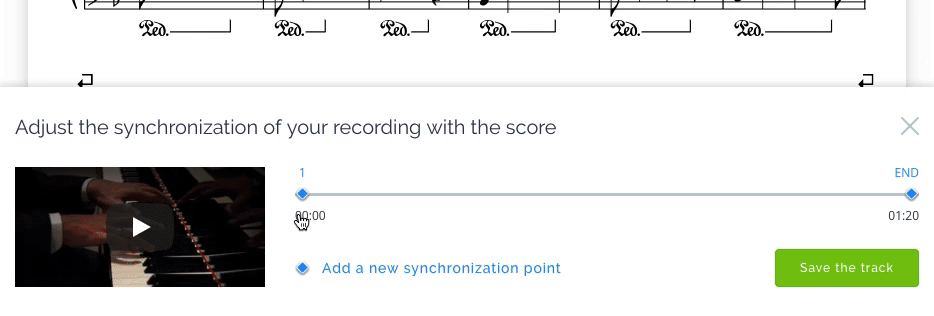 Ped. Ped. Ped. Ped. Ped. Ped.
Adjust the synchronization of your recording with the score
1 END
00:00 01:20
Add a new synchronization point Save the track